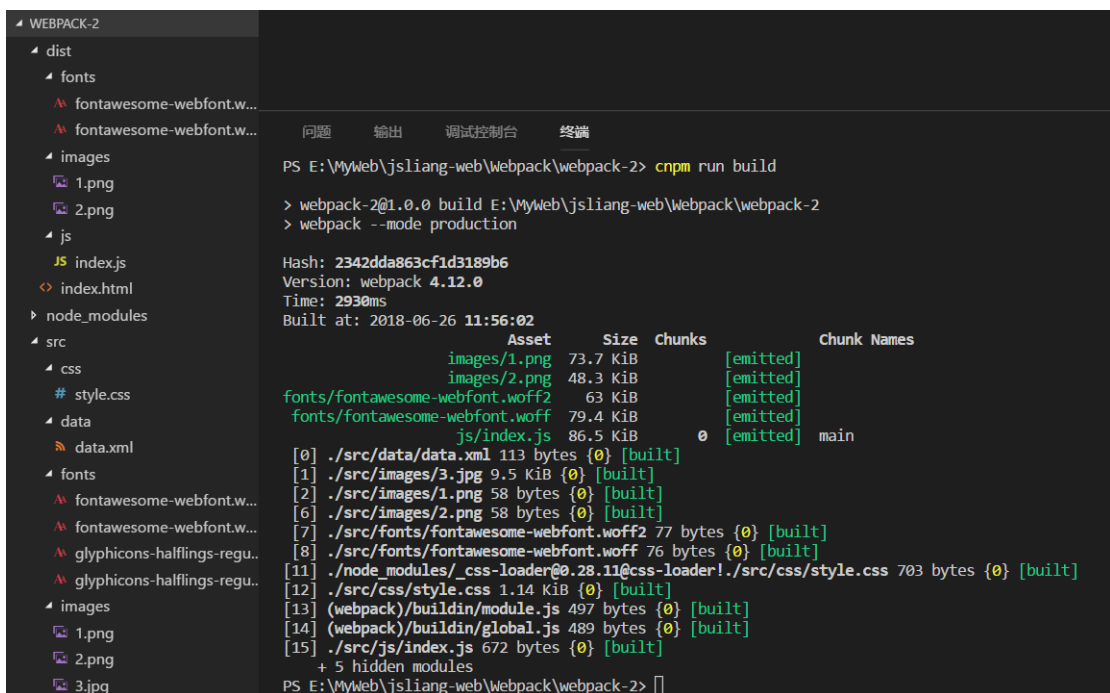 WEBPACK-2
dist
fonts
fontawesome-webfont.w...
fontawesome-webfont.w...
images
1.png
2.png
js
JS index.js
<> index.html
node_modules
src
css
# style.css
data
data.xml
fonts
fontawesome-webfont.w...
fontawesome-webfont.w...
glyphicons-halflings-regu...
glyphicons-halflings-regu...
images
1.png
2.png
3.jpg
问题 输出 调试控制台 终端
PS E:\MyWeb\jsliang-web\Webpack\webpack-2> cnpm run build
> webpack-2@1.0.0 build E:\MyWeb\jsliang-web\Webpack\webpack-2
> webpack --mode production
Hash: 2342dda863cf1d3189b6
Version: webpack 4.12.0
Time: 2930ms
Built at: 2018-06-26 11:56:02
Asset Size Chunks Chunk Names
images/1.png 73.7 KiB [emitted]
images/2.png 48.3 KiB [emitted]
fonts/fontawesome-webfont.woff2 63 KiB [emitted]
fonts/fontawesome-webfont.woff 79.4 KiB [emitted]
js/index.js 86.5 KiB 0 [emitted] main
[0] ./src/data/data.xml 113 bytes {0} [built]
[1] ./src/images/3.jpg 9.5 KiB {0} [built]
[2] ./src/images/1.png 58 bytes {0} [built]
[6] ./src/images/2.png 58 bytes {0} [built]
[7] ./src/fonts/fontawesome-webfont.woff2 77 bytes {0} [built]
[8] ./src/fonts/fontawesome-webfont.woff 76 bytes {0} [built]
[11] ./node_modules/_css-loader@0.28.11@css-loader!./src/css/style.css 703 bytes {0} [built]
[12] ./src/css/style.css 1.14 KiB {0} [built]
[13] (webpack)/buildin/module.js 497 bytes {0} [built]
[14] (webpack)/buildin/global.js 489 bytes {0} [built]
[15] ./src/js/index.js 672 bytes {0} [built]
+ 5 hidden modules
PS E:\MyWeb\jsliang-web\Webpack\webpack-2>